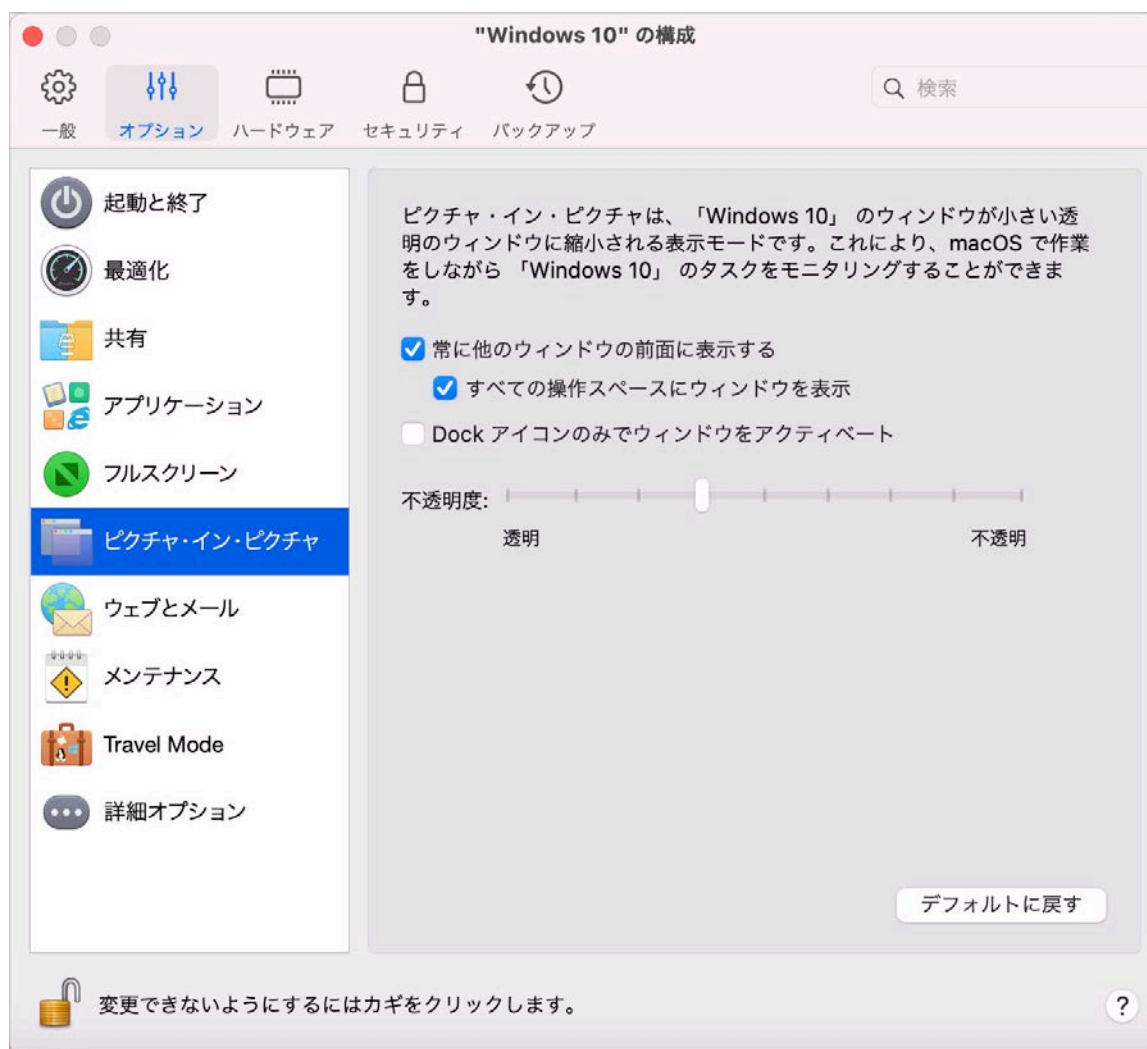 "Windows 10" の構成
一般
オプション
ハードウェア
セキュリティ
バックアップ
検索
起動と終了
最適化
共有
アプリケーション
フルスクリーン
ピクチャ・イン・ピクチャ
ウェブとメール
メンテナンス
Travel Mode
詳細オプション
ピクチャ・イン・ピクチャは、「Windows 10」 のウィンドウが小さい透
明のウィンドウに縮小される表示モードです。これにより、macOS で作業
をしながら 「Windows 10」 のタスクをモニタリングすることができま
す。
常に他のウィンドウの前面に表示する
すべての操作スペースにウィンドウを表示
Dock アイコンのみでウィンドウをアクティベート
不透明度:
透明
不透明
デフォルトに戻す
変更できないようにするにはカギをクリックします。
?